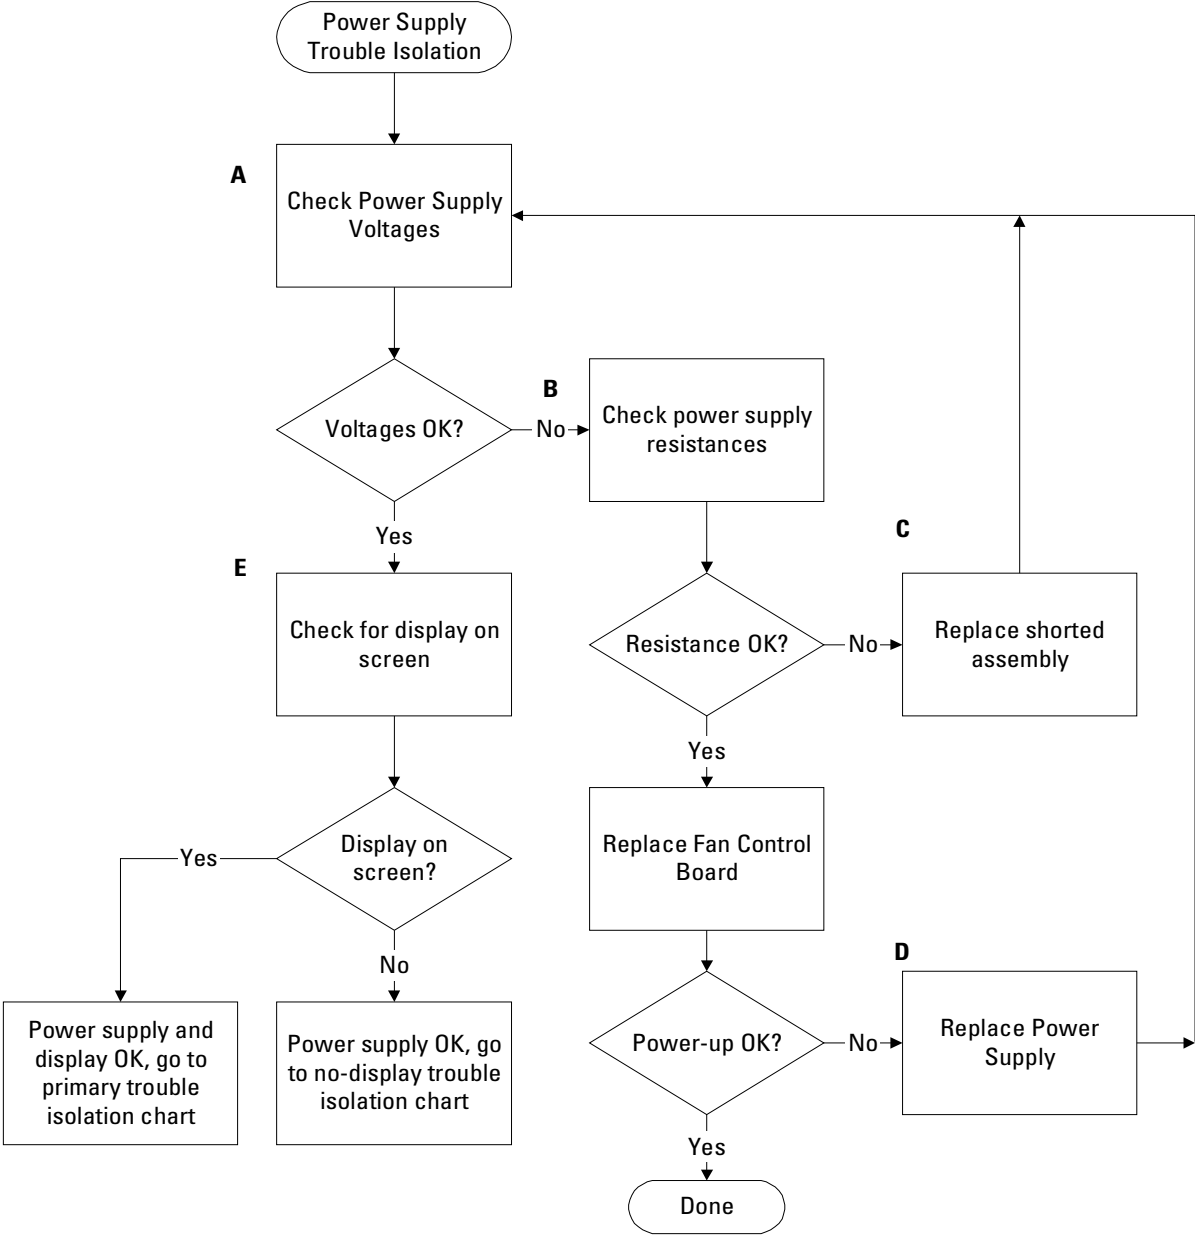 Power Supply
Trouble Isolation
A
Check Power Supply
Voltages
Voltages OK?
No
B
Check power supply
resistances
Yes
E
Check for display on
screen
Resistance OK?
No
C
Replace shorted
assembly
Yes
Replace Fan Control
Board
Display on
screen?
Yes
No
Power supply and
display OK, go to
primary trouble
isolation chart
Power supply OK, go
to no-display trouble
isolation chart
Power-up OK?
No
D
Replace Power
Supply
Yes
Done